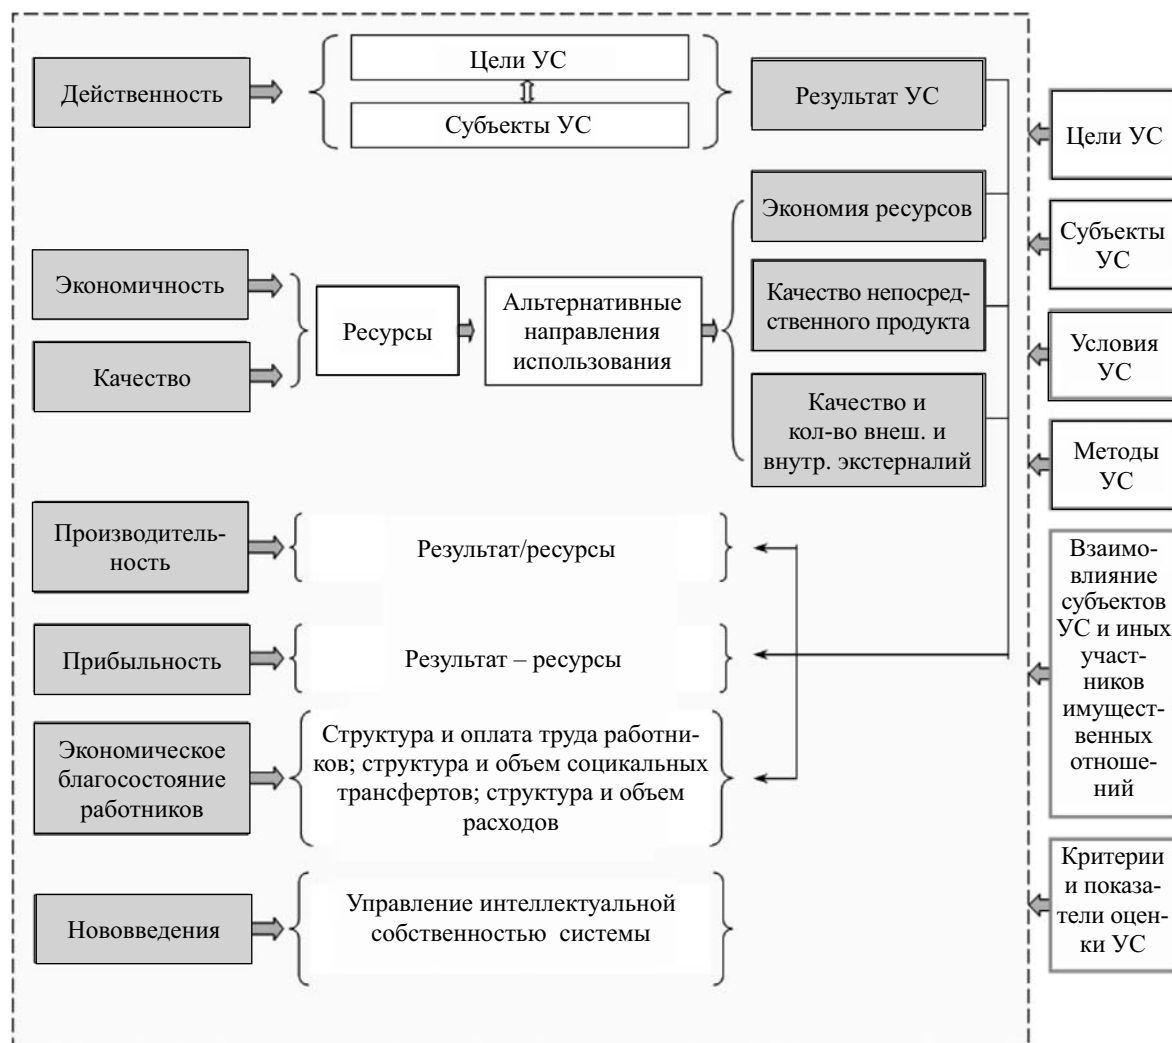 Действенность
Цели УС
Субъекты УС
Результат УС
Экономия ресурсов
Экономичность
Качество
Ресурсы
Альтернативные
направления
использования
Качество непосред-
ственного продукта
Качество и
кол-во внеш. и
внутр. экстерналий
Производитель-
ность
Результат/ресурсы
Прибыльность
Результат – ресурсы
Экономическое
благосостояние
работников
Структура и оплата труда работни-
ков; структура и объем социкальных
трансфертов; структура и объем
расходов
Нововведения
Управление интеллектуальной
собственностью системы
Цели УС
Субъекты
УС
Условия
УС
Методы
УС
Взаимо-
влияние
субъектов
УС и иных
участ-
ников
имущест-
венных
отноше-
ний
Критерии
и показа-
тели оцен-
ки УС